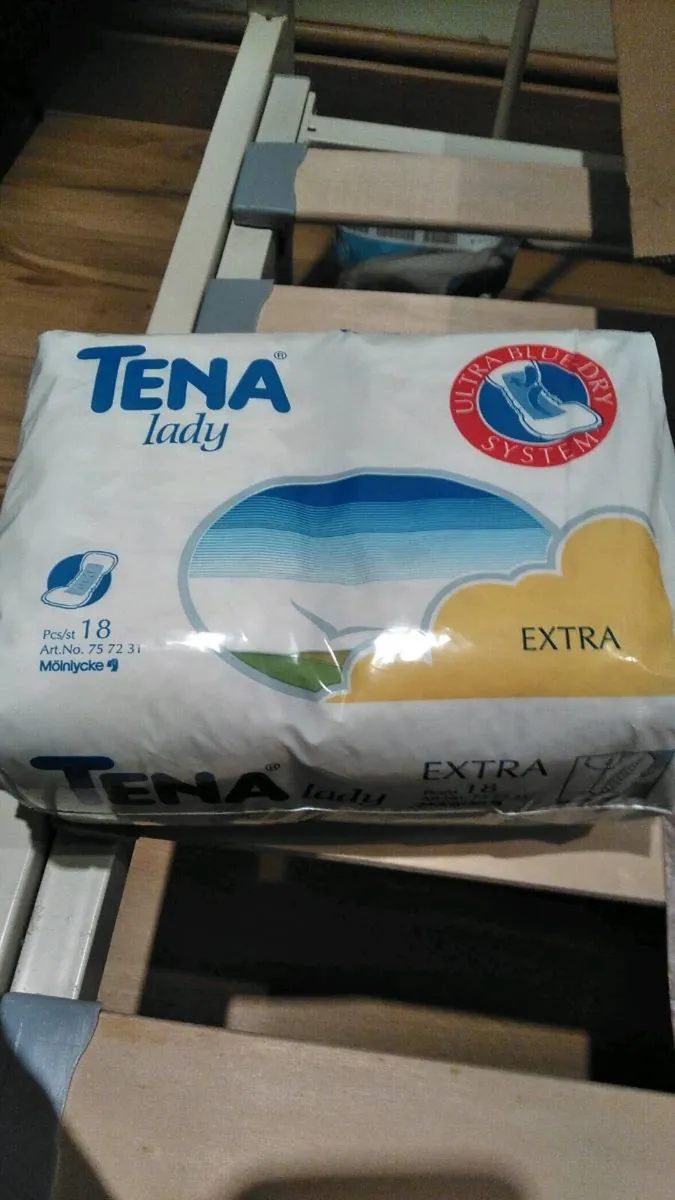 TENA®
lady
ULTRA BLUE DRY
SYSTEM
Pcs/st 18
Art.No. 75 72 31
Mölnlycke
EXTRA
TENA® lady
EXTRA
18